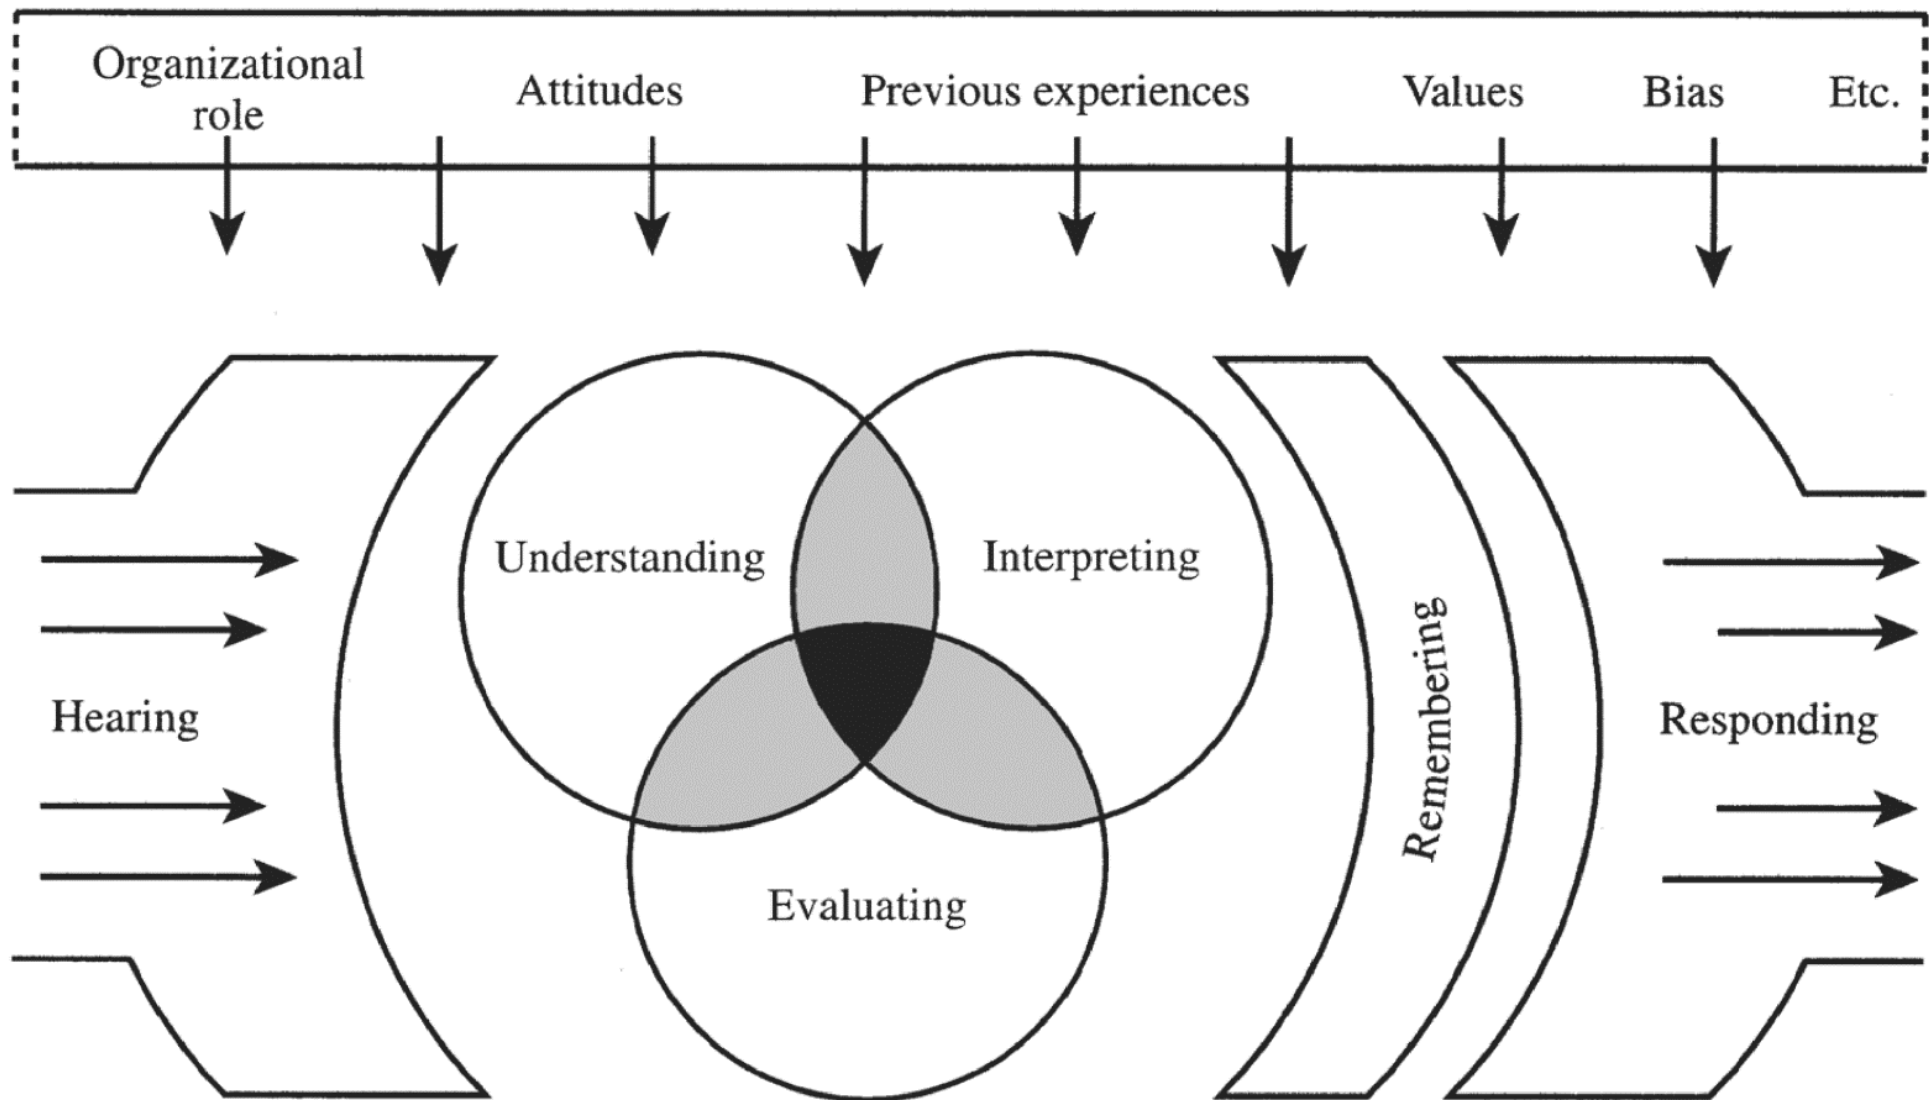 Organizational
role
Attitudes
Previous experiences
Values
Bias
Etc.
Understanding
Interpreting
Hearing
Remembering
Responding
Evaluating